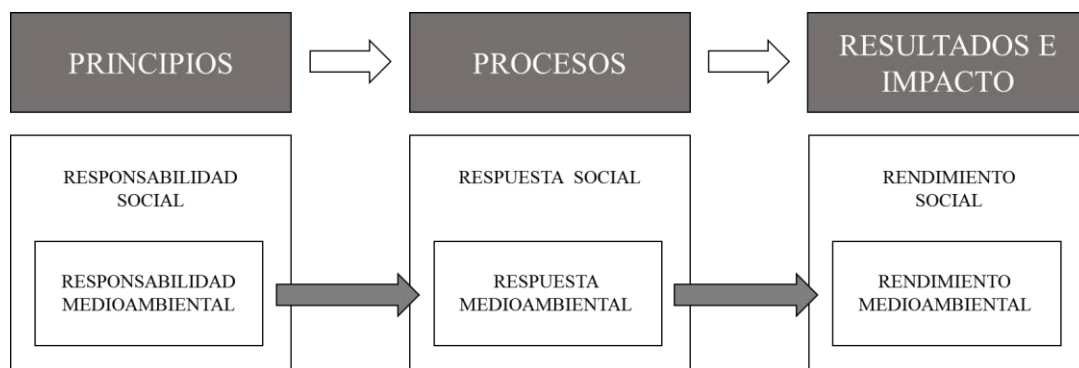 PRINCIPIOS
PROCESOS
RESULTADOS E
IMPACTO
RESPONSABILIDAD
SOCIAL
RESPONSABILIDAD
MEDIOAMBIENTAL
RESPUESTA SOCIAL
RESPUESTA
MEDIOAMBIENTAL
RENDIMIENTO
SOCIAL
RENDIMIENTO
MEDIOAMBIENTAL